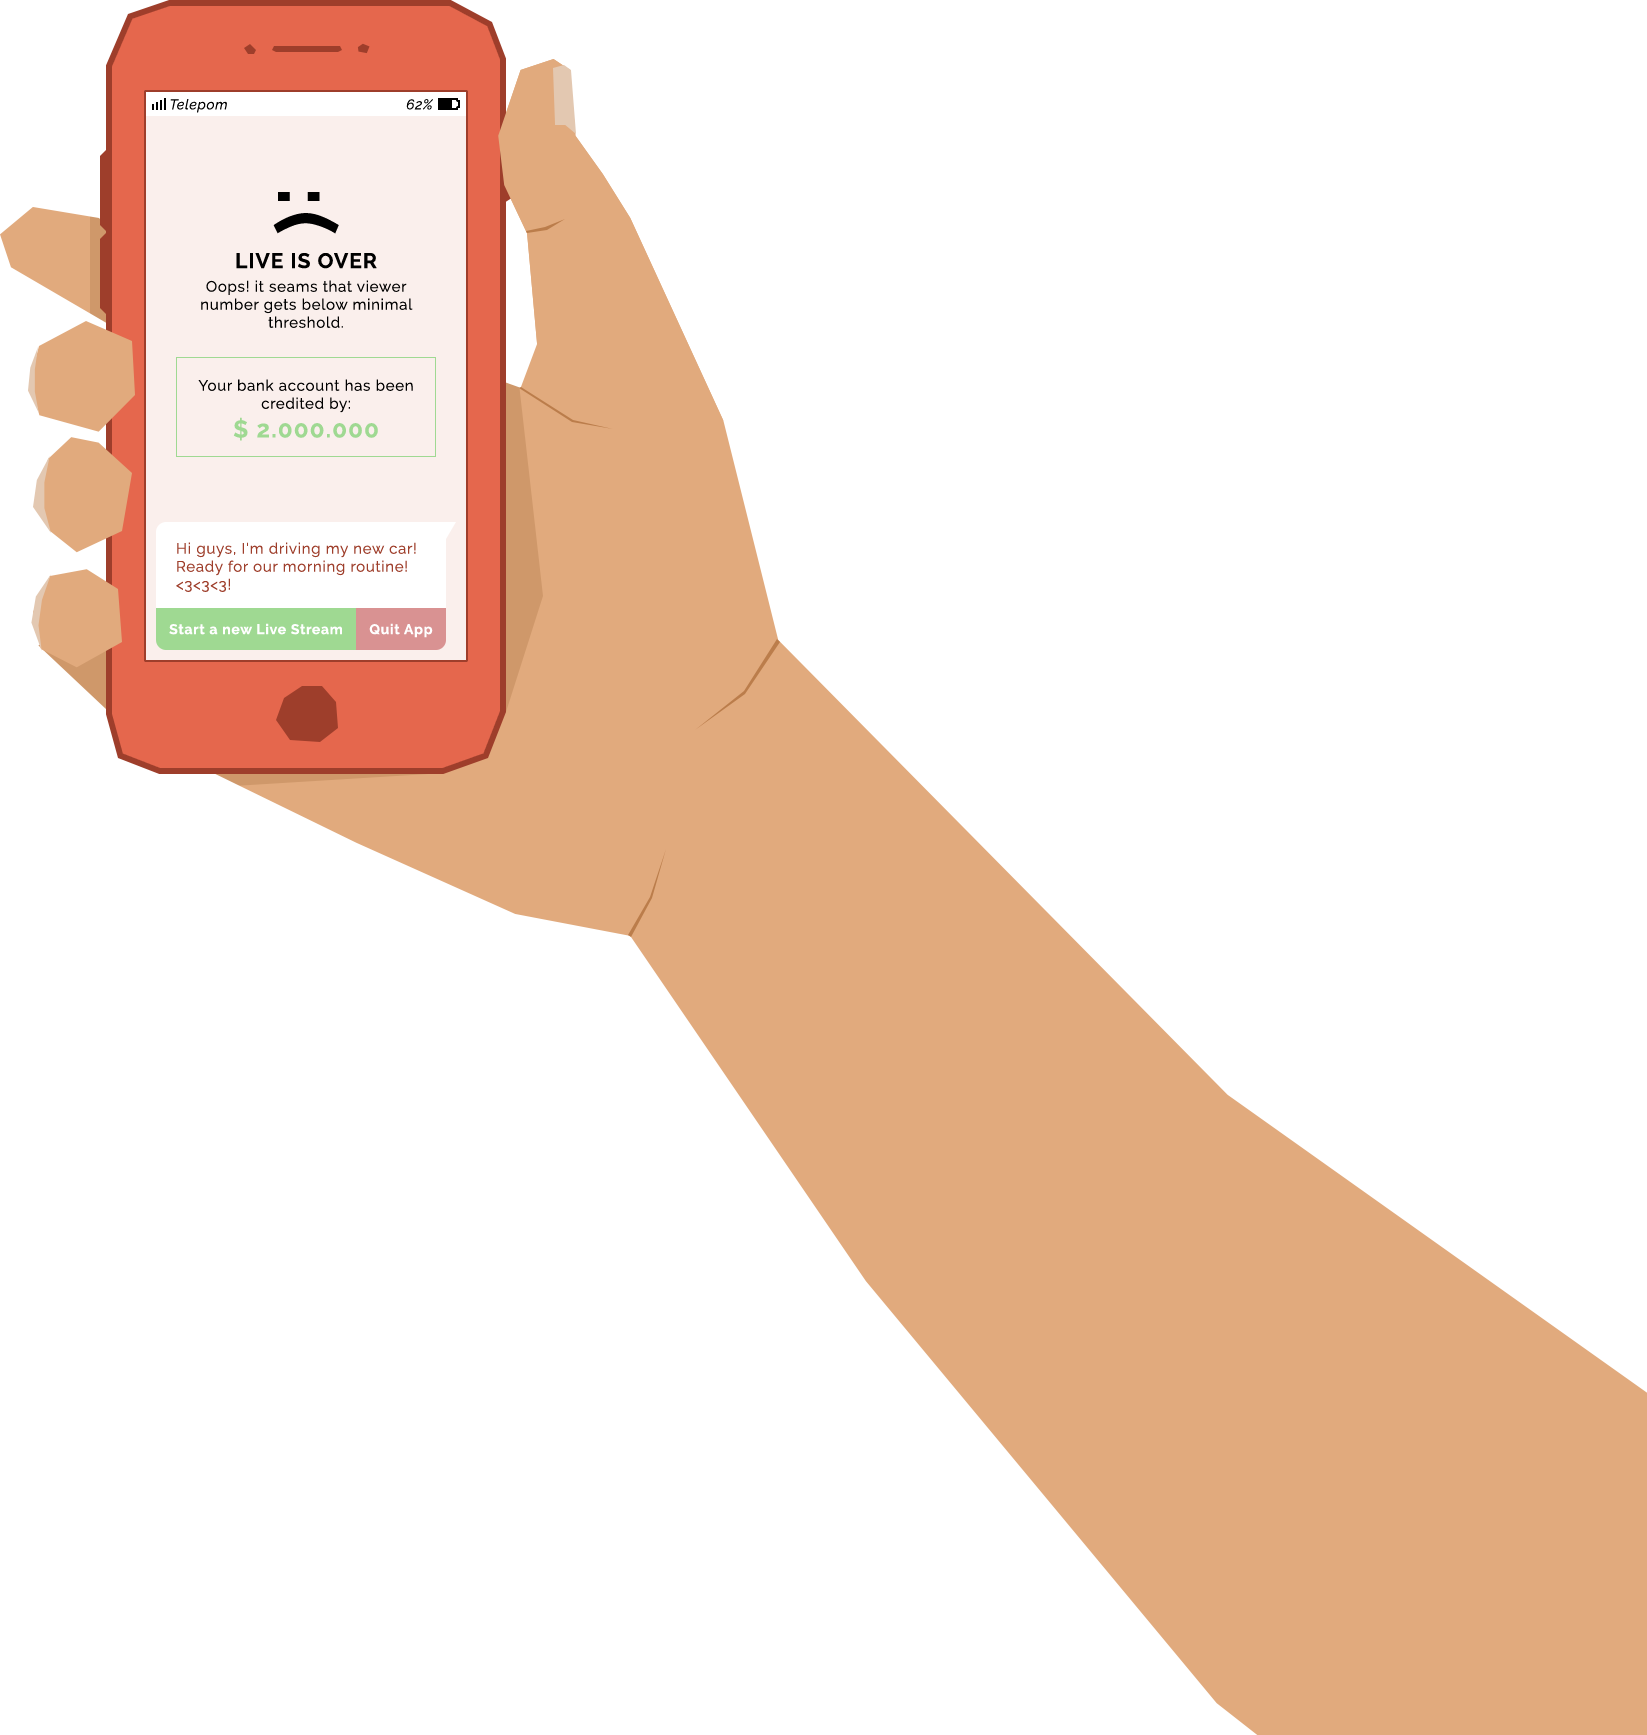 Telepom 62%
LIVE IS OVER
Oops! it seams that viewer
number gets below minimal
threshold.
Your bank account has been
credited by:
$ 2.000.000
Hi guys, I'm driving my new car!
Ready for our morning routine!
<3<3<3!
Start a new Live Stream Quit App